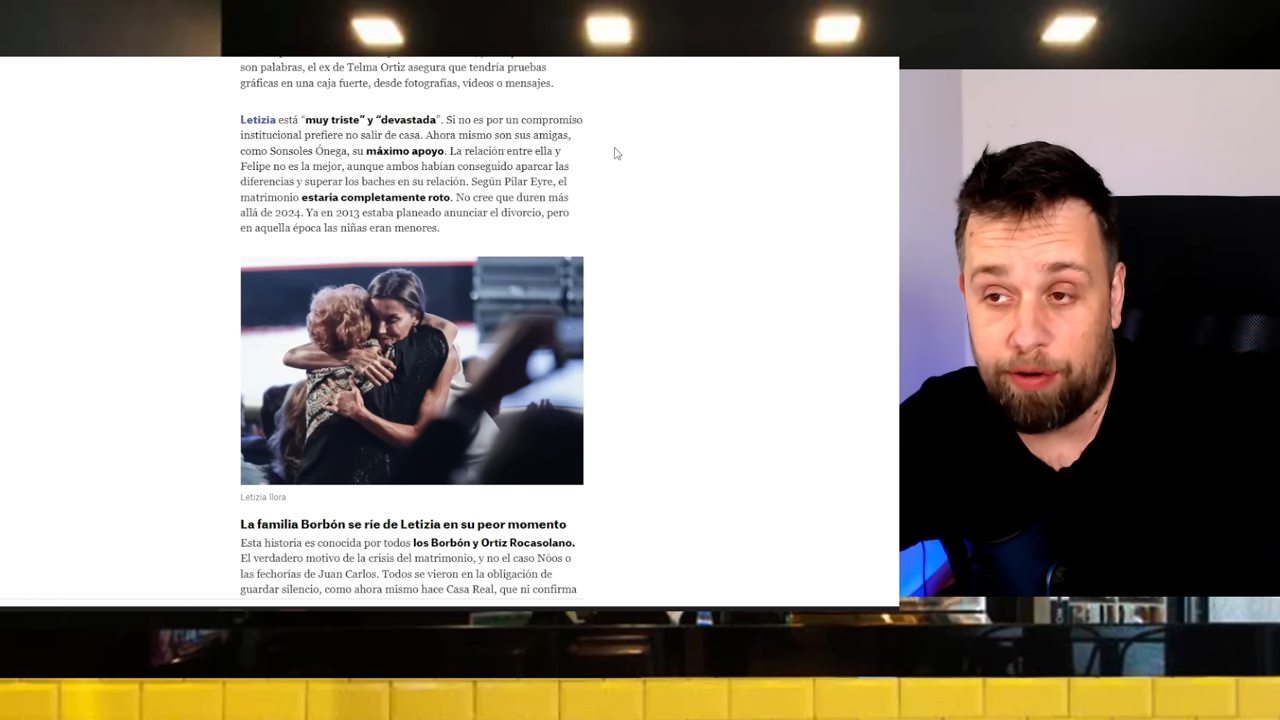 son palabras, el ex de Telma Ortiz asegura que tendría pruebas
gráficas en una caja fuerte, desde fotografías, vídeos o mensajes.
Letizia está “muy triste” y “devastada”. Si no es por un compromiso
institucional prefiere no salir de casa. Ahora mismo son sus amigas,
como Sonsoles Ónega, su máximo apoyo. La relación entre ella y
Felipe no es la mejor, aunque ambos habían conseguido aparcar las
diferencias y superar los baches en su relación. Según Pilar Eyre, el
matrimonio estaría completamente roto. No cree que duren más
allá de 2024. Ya en 2013 estaba planeado anunciar el divorcio, pero
en aquella época las niñas eran menores.
Letizia llora
La familia Borbón se ríe de Letizia en su peor momento
Esta historia es conocida por todos los Borbón y Ortiz Rocasolano.
El verdadero motivo de la crisis del matrimonio, y no el caso Nóos o
las fechorías de Juan Carlos. Todos se vieron en la obligación de
guardar silencio, como ahora mismo hace Casa Real, que ni confirma